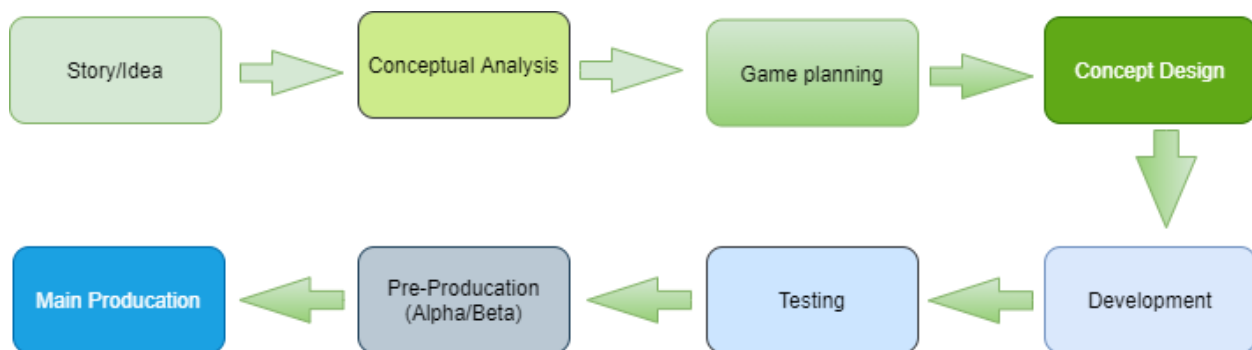 Story/Idea
Conceptual Analysis
Game planning
Concept Design
Development
Testing
Pre-Producation
(Alpha/Beta)
Main Producation